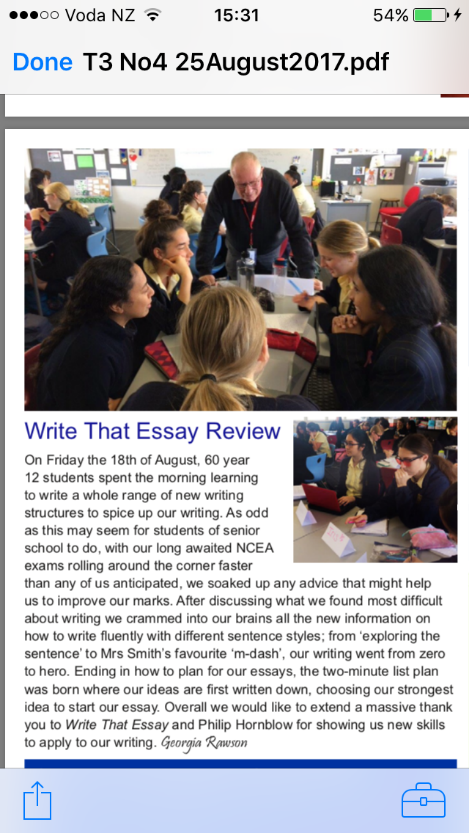 Voda NZ 15:31 54%
Done T3 No4 25August2017.pdf
Write That Essay Review
On Friday the 18th of August, 60 year
12 students spent the morning learning
to write a whole range of new writing
structures to spice up our writing. As odd
as this may seem for students of senior
school to do, with our long awaited NCEA
exams rolling around the corner faster
than any of us anticipated, we soaked up any advice that might help
us to improve our marks. After discussing what we found most difficult
about writing we crammed into our brains all the new information on
how to write fluently with different sentence styles; from ‘exploring the
sentence’ to Mrs Smith’s favourite ‘m-dash’, our writing went from zero
to hero. Ending in how to plan for our essays, the two-minute list plan
was born where our ideas are first written down, choosing our strongest
idea to start our essay. Overall we would like to extend a massive thank
you to Write That Essay and Philip Hornblow for showing us new skills
to apply to our writing. Georgia Rawson